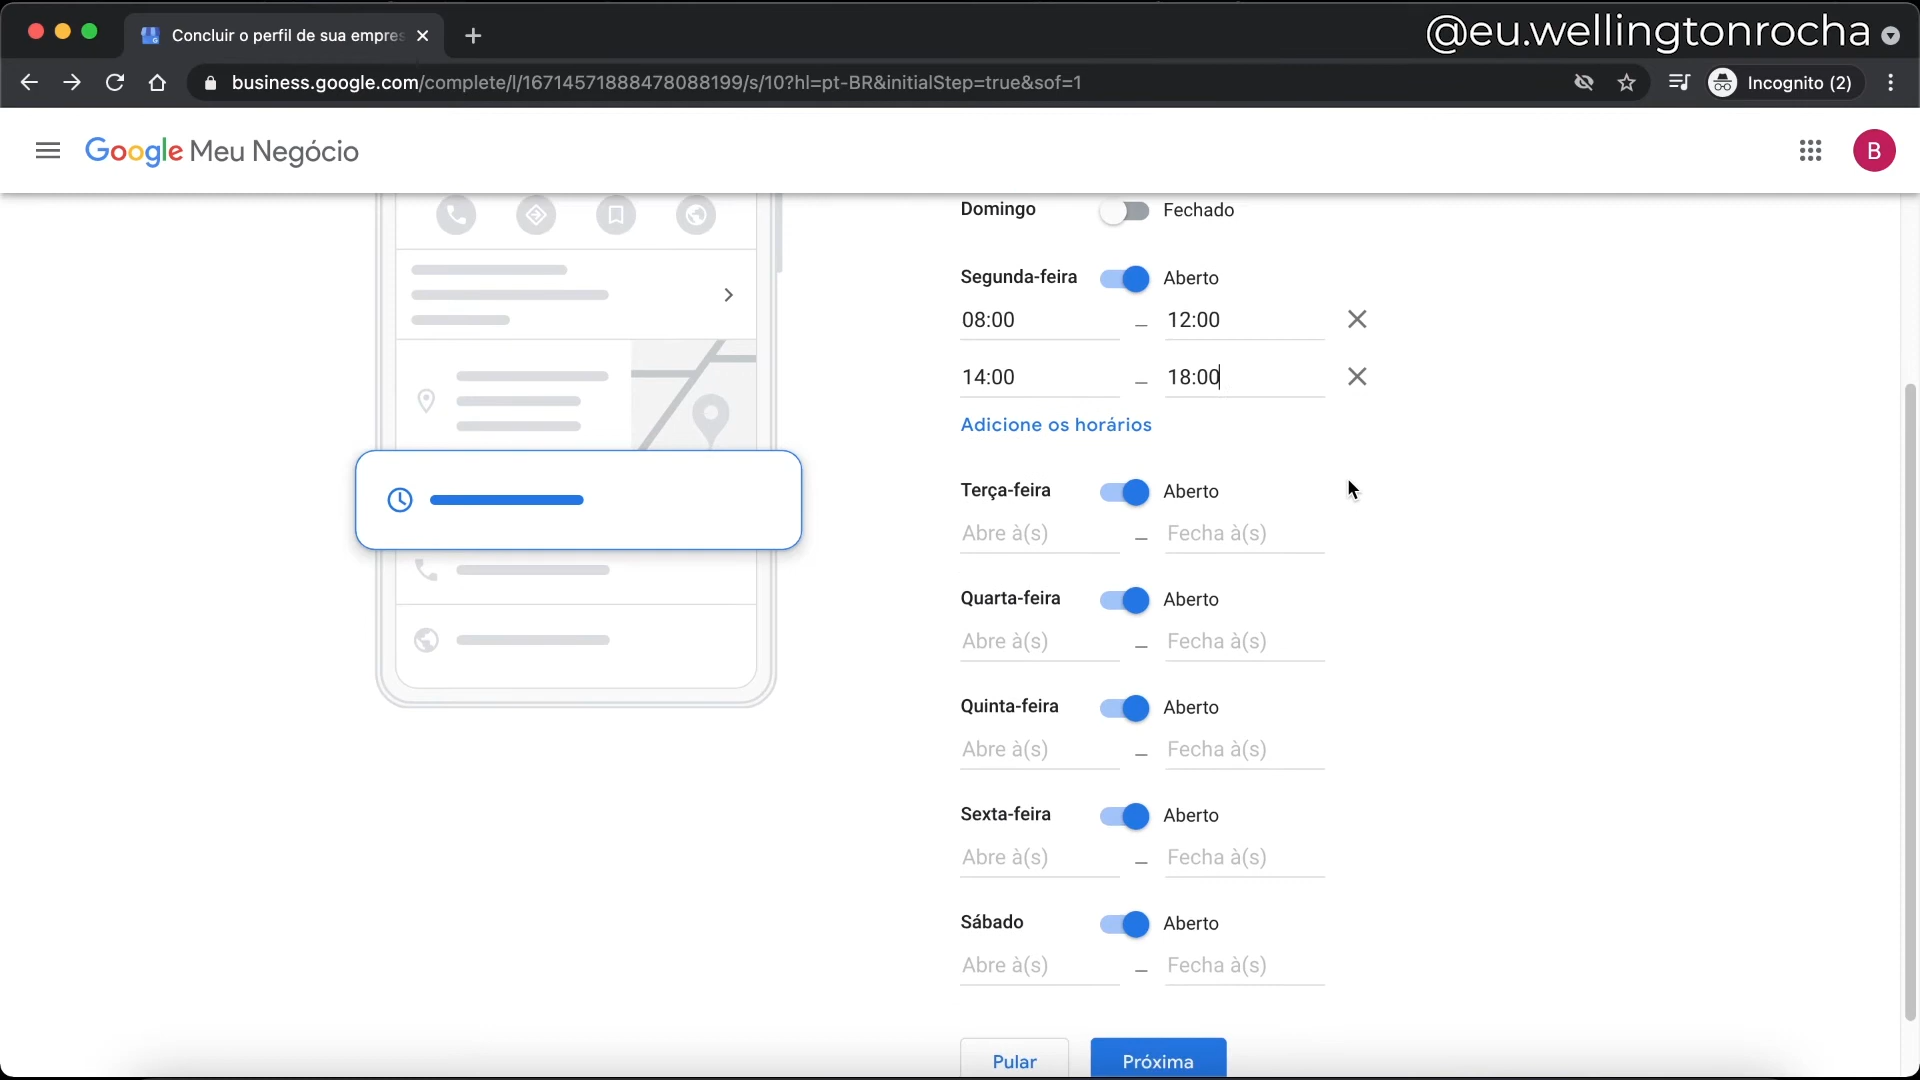 Concluir o perfil de sua empres
@eu.wellingtonrocha
business.google.com/complete/l/16714571888478088199/s/10?hl=pt-BR&initialStep=true&sof=1
Incognito (2)
Google Meu Negócio
B
Domingo Fechado
Segunda-feira Aberto
08:00 – 12:00
14:00 – 18:00
Adicione os horários
Terça-feira Aberto
Abre à(s) – Fecha à(s)
Quarta-feira Aberto
Abre à(s) – Fecha à(s)
Quinta-feira Aberto
Abre à(s) – Fecha à(s)
Sexta-feira Aberto
Abre à(s) – Fecha à(s)
Sábado Aberto
Abre à(s) – Fecha à(s)
Pular Próxima